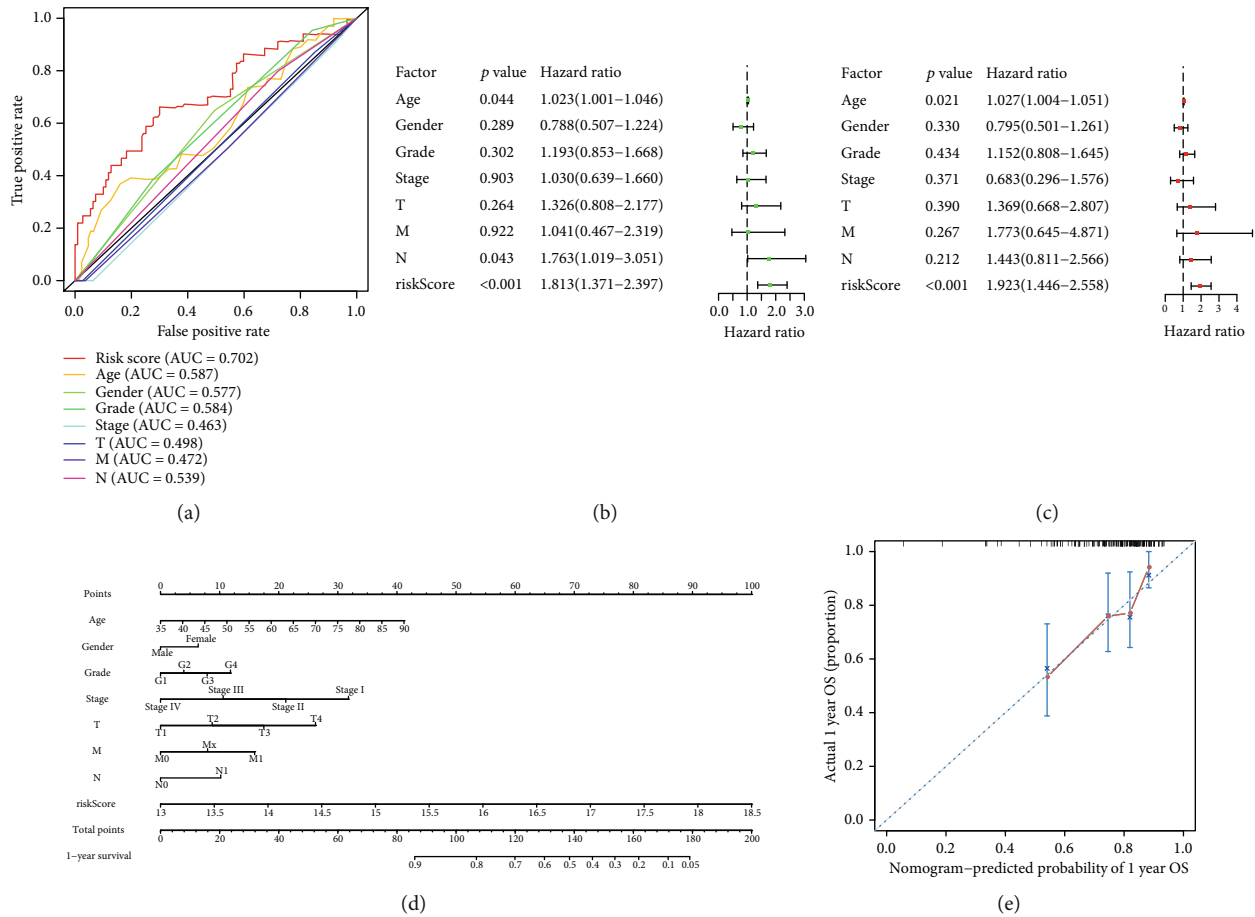 1.0
0.8
0.6
0.4
0.2
0.0
True positive rate
0.0 0.2 0.4 0.6 0.8 1.0
False positive rate
Risk score (AUC = 0.702)
Age (AUC = 0.587)
Gender (AUC = 0.577)
Grade (AUC = 0.584)
Stage (AUC = 0.463)
T (AUC = 0.498)
M (AUC = 0.472)
N (AUC = 0.539)
(a)
Factor p value Hazard ratio
Age 0.044 1.023(1.001−1.046)
Gender 0.289 0.788(0.507−1.224)
Grade 0.302 1.193(0.853−1.668)
Stage 0.903 1.030(0.639−1.660)
T 0.264 1.326(0.808−2.177)
M 0.922 1.041(0.467−2.319)
N 0.043 1.763(1.019−3.051)
riskScore <0.001 1.813(1.371−2.397)
0.0 1.0 2.0 3.0
Hazard ratio
(b)
Factor p value Hazard ratio
Age 0.021 1.027(1.004−1.051)
Gender 0.330 0.795(0.501−1.261)
Grade 0.434 1.152(0.808−1.645)
Stage 0.371 0.683(0.296−1.576)
T 0.390 1.369(0.668−2.807)
M 0.267 1.773(0.645−4.871)
N 0.212 1.443(0.811−2.566)
riskScore <0.001 1.923(1.446−2.558)
0 1 2 3 4
Hazard ratio
(c)
Points 0 10 20 30 40 50 60 70 80 90 100
Age 35 40 45 50 55 60 65 70 75 80 85 90
Female
Gender
Male
G2 G4
Grade
G1 G3
Stage III Stage I
Stage
Stage IV Stage II
T2 T4
T
T1 T3
Mx
M
M0 M1
N1
N
N0
riskScore
13 13.5 14 14.5 15 15.5 16 16.5 17 17.5 18 18.5
Total points
0 20 40 60 80 100 120 140 160 180 200
1−year survival
0.9 0.8 0.7 0.6 0.5 0.4 0.3 0.2 0.1 0.05
(d)
1.0
0.8
0.6
0.4
0.2
0.0
Actual 1 year OS (proportion)
0.0 0.2 0.4 0.6 0.8 1.0
Nomogram−predicted probability of 1 year OS
(e)